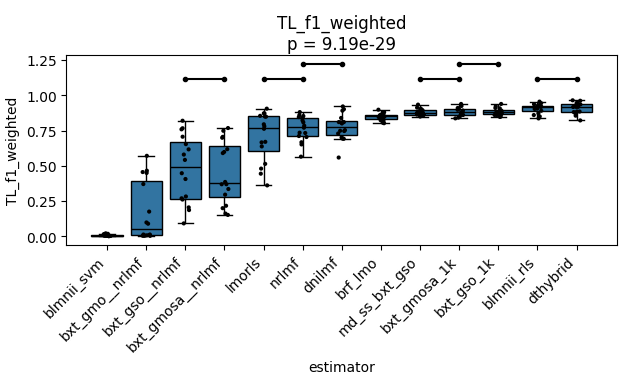 TL_f1_weighted
p = 9.19e-29
TL_f1_weighted
1.25
1.00
0.75
0.50
0.25
0.00
blmnii_svm
bxt_gmo__nrlmf
bxt_gso__nrlmf
bxt_gmosa__nrlmf
lmorls
nrlmf
dnilmf
brf_lmo
md_ss_bxt_gso
bxt_gmosa_1k
bxt_gso_1k
blmnii_rls
dthybrid
estimator